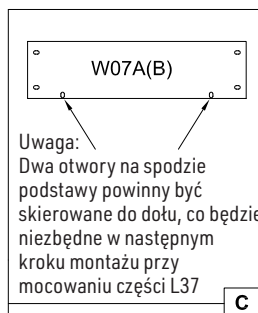 W07A(B)
Uwaga:
Dwa otwory na spodzie
podstawy powinny być
skierowane do dołu, co będzie
niezbędne w następnym
kroku montażu przy
mocowaniu części L37
C